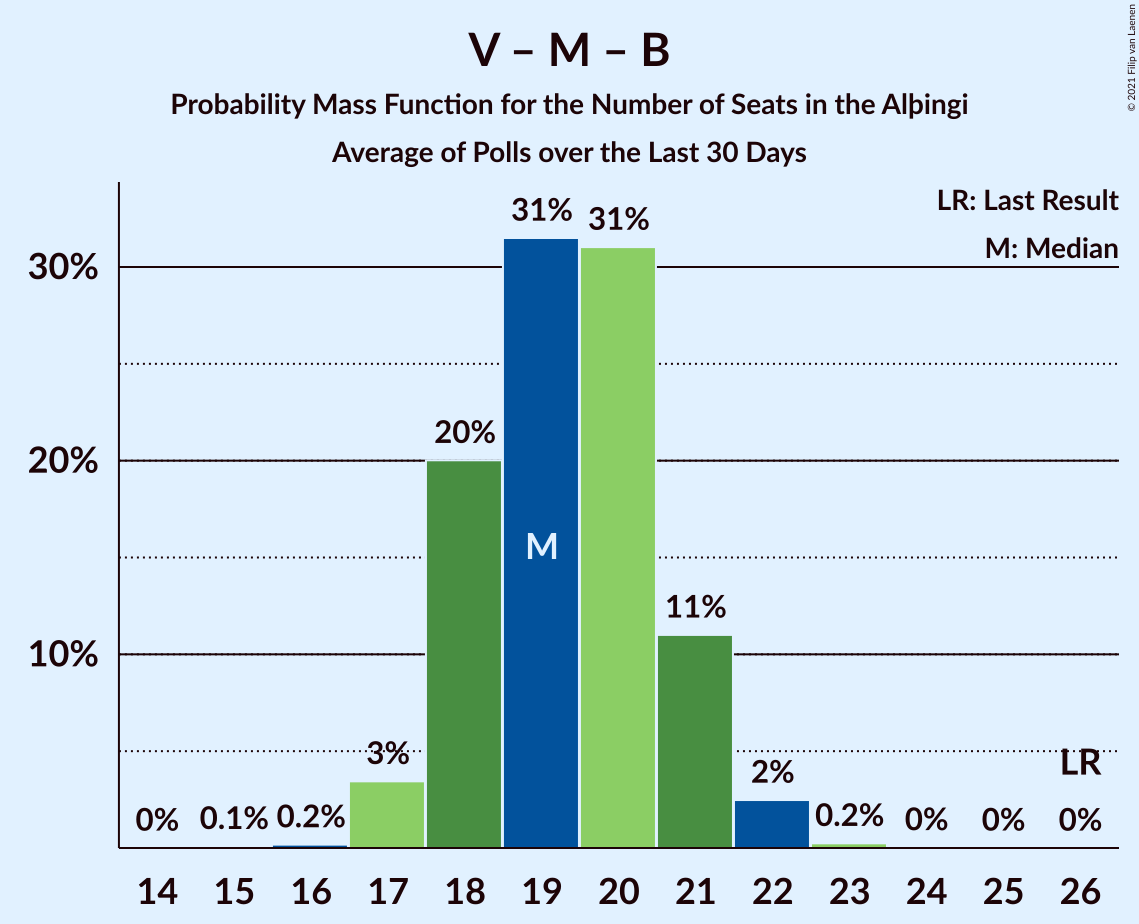 V – M – B
Probability Mass Function for the Number of Seats in the Alþingi
Average of Polls over the Last 30 Days
© 2021 Filip van Laenen
LR: Last Result
M: Median
31%
31%
30%
20%
20%
M
11%
10%
3%
2%
LR
0%
0.1%
0.2%
0.2%
0%
0%
0%
14 15 16 17 18 19 20 21 22 23 24 25 26